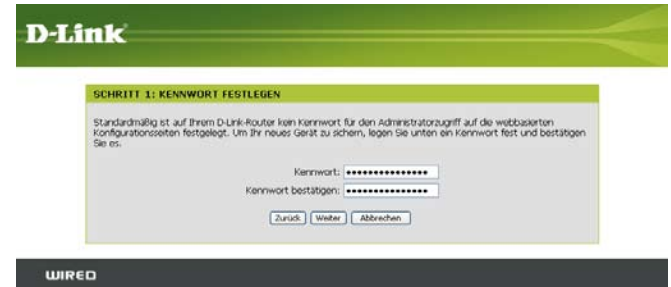 D-Link
SCHRITT 1: KENNWORT FESTLEGEN
Standardmäßig ist auf Ihrem D-Link-Router kein Kennwort für den Administratorzugriff auf die webbasierten
Konfigurationsseiten festgelegt. Um Ihr neues Gerät zu sichern, legen Sie unten ein Kennwort fest und bestätigen
Sie es.
Kennwort: •••••••••••••••
Kennwort bestätigen: •••••••••••••••
Zurück Weiter Abbrechen
WIRED